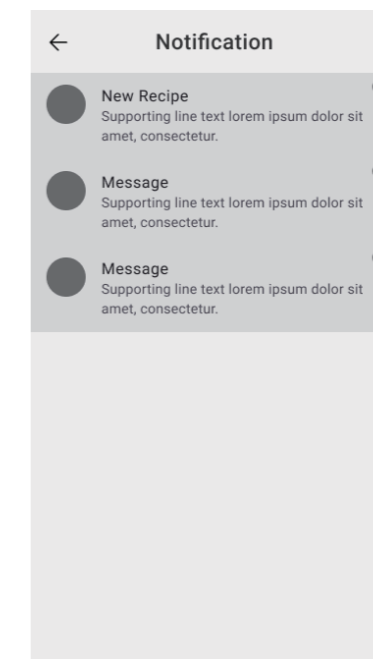 Notification
New Recipe
Supporting line text lorem ipsum dolor sit
amet, consectetur.
Message
Supporting line text lorem ipsum dolor sit
amet, consectetur.
Message
Supporting line text lorem ipsum dolor sit
amet, consectetur.